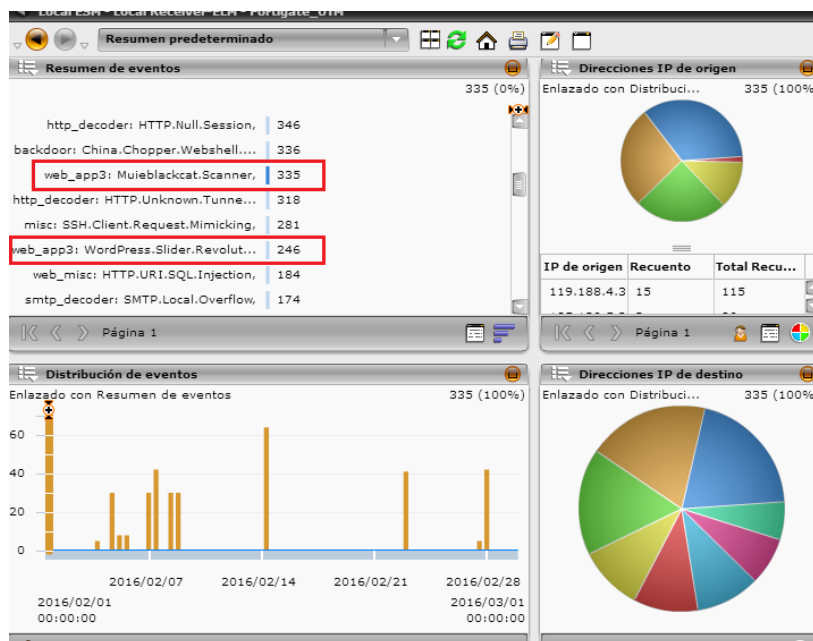 Local ESM - Local Receiver-ELM - Fortigate_UTM
Resumen predeterminado
Resumen de eventos
335 (0%)
http_decoder: HTTP.Null.Session, 346
backdoor: China.Chopper.Webshell.... 336
web_app3: Muieblackcat.Scanner, 335
http_decoder: HTTP.Unknown.Tunne... 318
misc: SSH.Client.Request.Mimicking, 281
web_app3: WordPress.Slider.Revolut... 246
web_misc: HTTP.URI.SQL.Injection, 184
smtp_decoder: SMTP.Local.Overflow, 174
Página 1
Direcciones IP de origen
Enlazado con Distribuci... 335 (100%
IP de origen Recuento Total Recu...
119.188.4.3 15 115
Página 1
Distribución de eventos
Enlazado con Resumen de eventos 335 (100%)
60
40
20
0
2016/02/07 2016/02/14 2016/02/21 2016/02/28
2016/02/01 2016/03/01
00:00:00 00:00:00
Direcciones IP de destino
Enlazado con Distribuci... 335 (100%